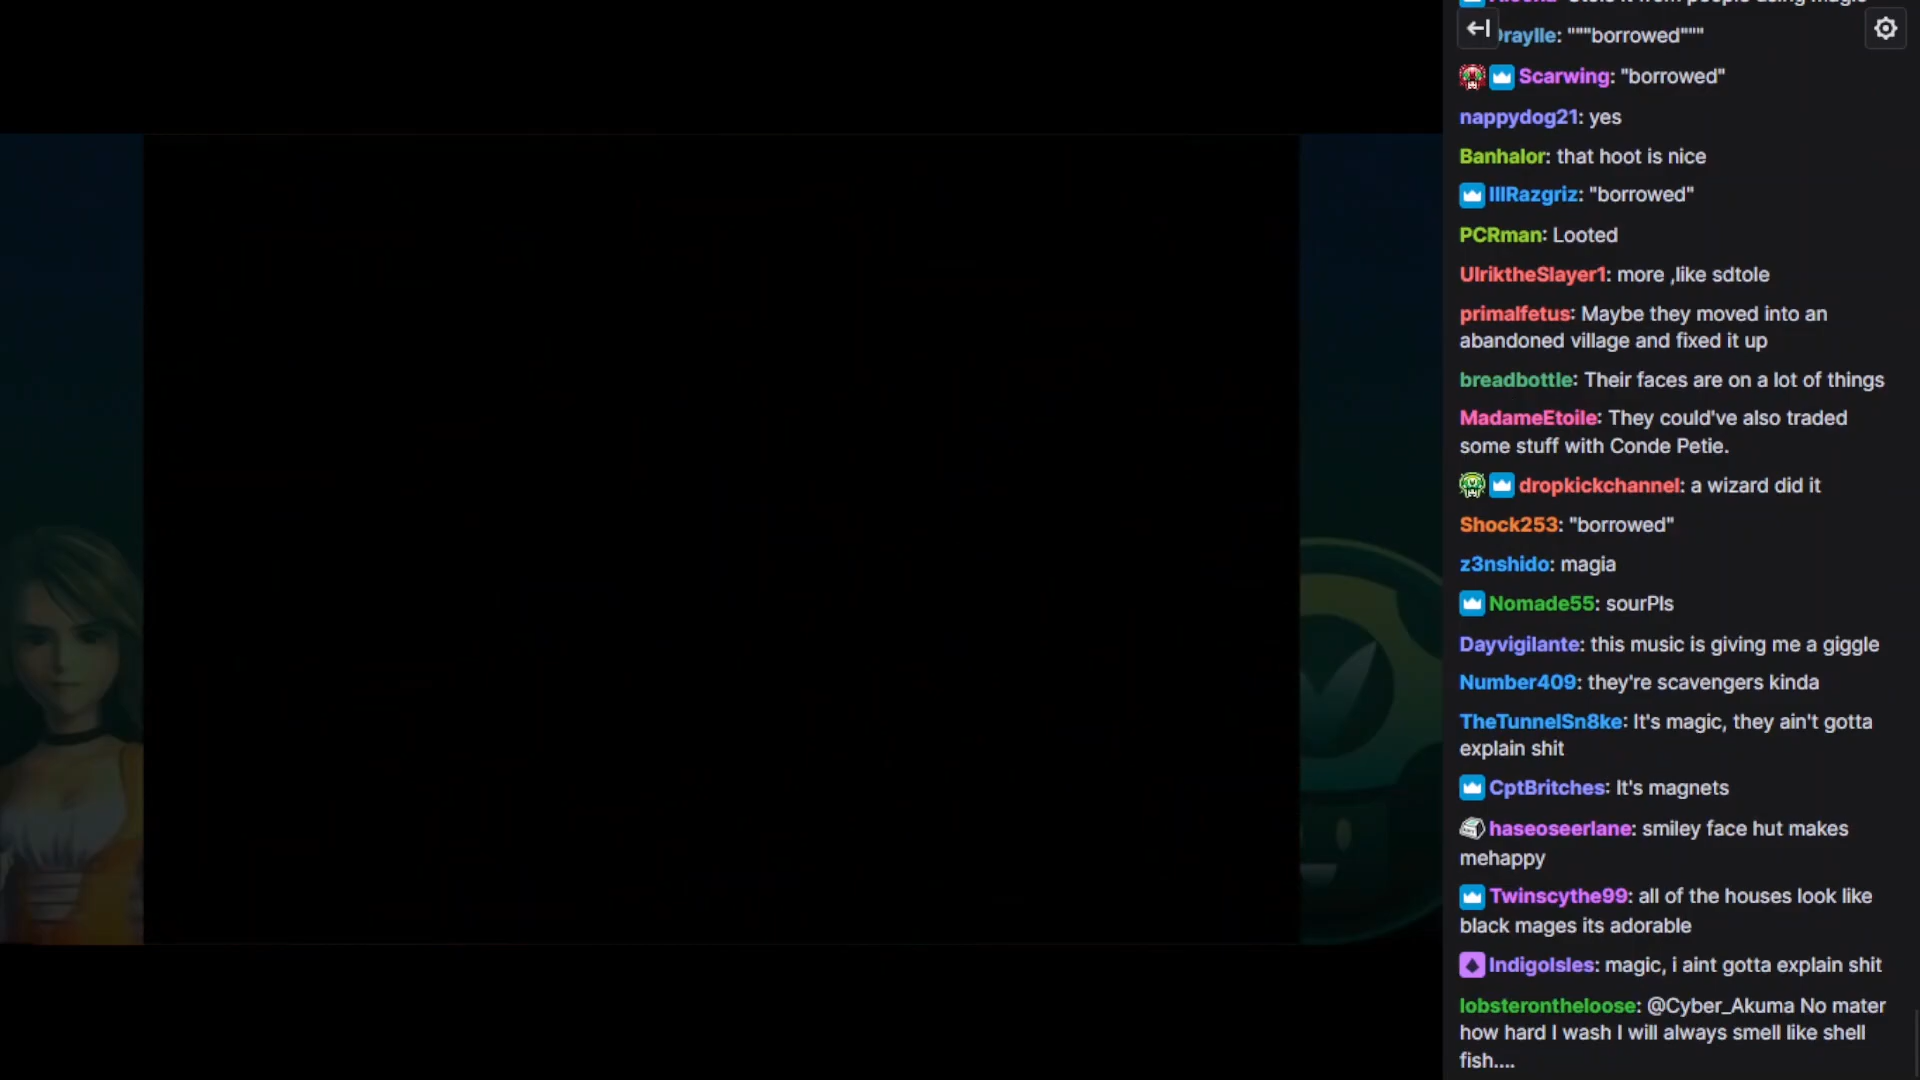 raylle: """borrowed"""
Scarwing: "borrowed"
nappydog21: yes
Banhalor: that hoot is nice
IllRazgriz: "borrowed"
PCRman: Looted
UlriktheSlayer1: more ,like sdtole
primalfetus: Maybe they moved into an
abandoned village and fixed it up
breadbottle: Their faces are on a lot of things
MadameEtoile: They could've also traded
some stuff with Conde Petie.
dropkickchannel: a wizard did it
Shock253: "borrowed"
z3nshido: magia
Nomade55: sourPls
Dayvigilante: this music is giving me a giggle
Number409: they're scavengers kinda
TheTunnelSn8ke: It's magic, they ain't gotta
explain shit
CptBritches: It's magnets
haseoseerlane: smiley face hut makes
mehappy
Twinscythe99: all of the houses look like
black mages its adorable
IndigoIsles: magic, i aint gotta explain shit
lobsterontheloose: @Cyber_Akuma No mater
how hard I wash I will always smell like shell
fish....